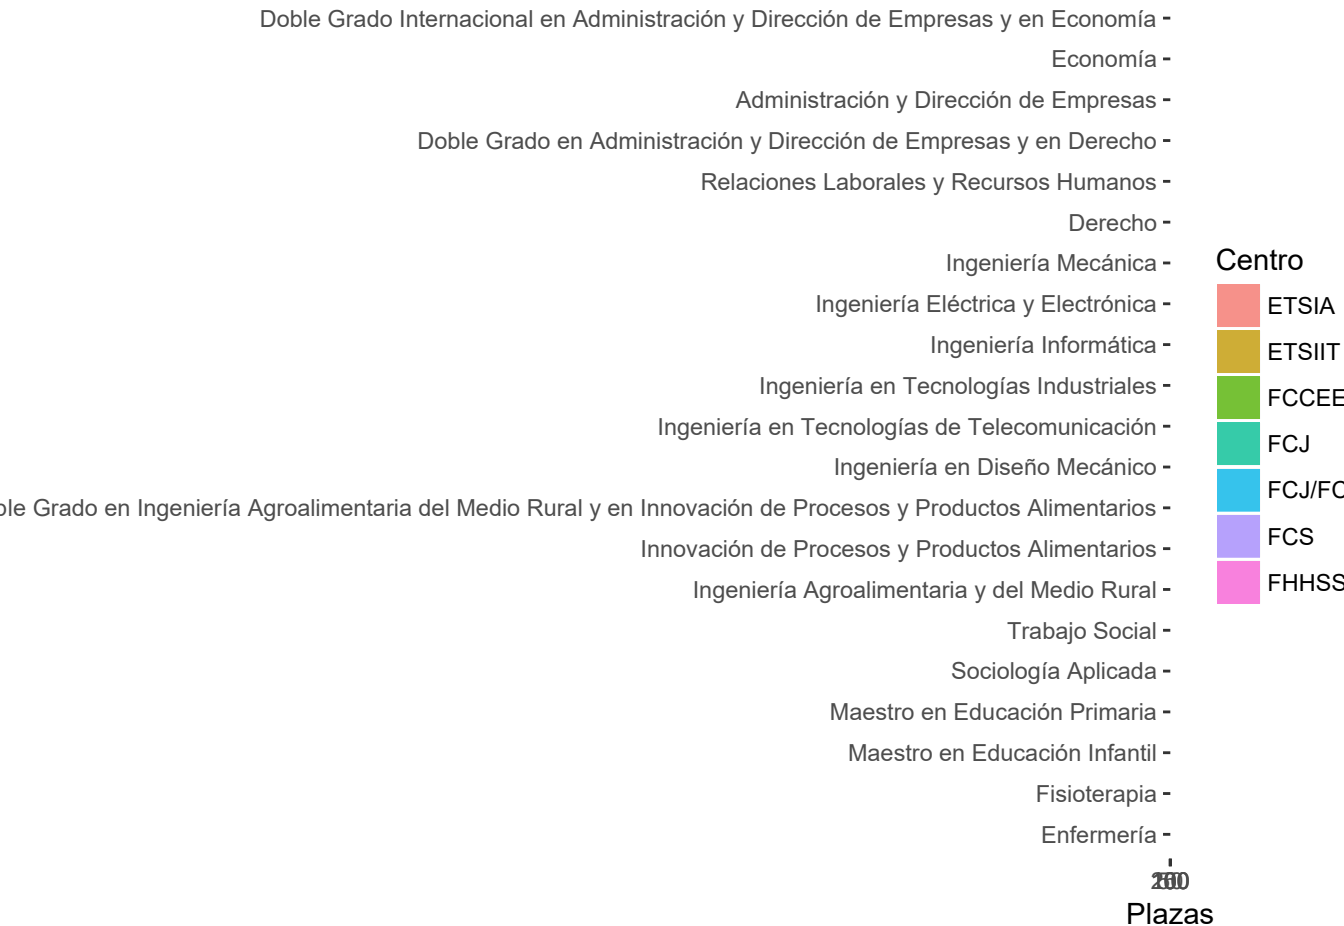 Doble Grado Internacional en Administración y Dirección de Empresas y en Economía
Economía
Administración y Dirección de Empresas
Doble Grado en Administración y Dirección de Empresas y en Derecho
Relaciones Laborales y Recursos Humanos
Derecho
Ingeniería Mecánica
Ingeniería Eléctrica y Electrónica
Ingeniería Informática
Ingeniería en Tecnologías Industriales
Ingeniería en Tecnologías de Telecomunicación
Ingeniería en Diseño Mecánico
Grado en Ingeniería Agroalimentaria del Medio Rural y en Innovación de Procesos y Productos Alimentarios
Innovación de Procesos y Productos Alimentarios
Ingeniería Agroalimentaria y del Medio Rural
Trabajo Social
Sociología Aplicada
Maestro en Educación Primaria
Maestro en Educación Infantil
Fisioterapia
Enfermería
Plazas
Centro
ETSIA
ETSIIT
FCCEE
FCJ
FCJ/FC
FCS
FHHSS